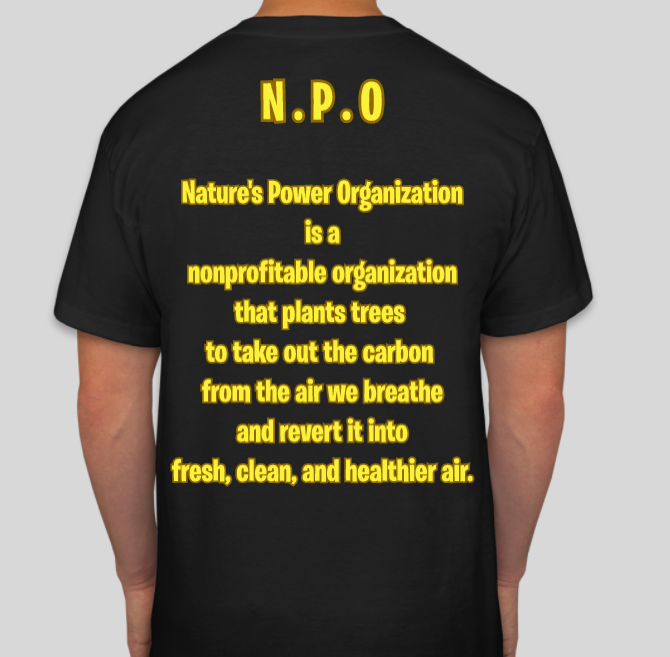 N.P.O
Nature's Power Organization
is a
nonprofitable organization
that plants trees
to take out the carbon
from the air we breathe
and revert it into
fresh, clean, and healthier air.